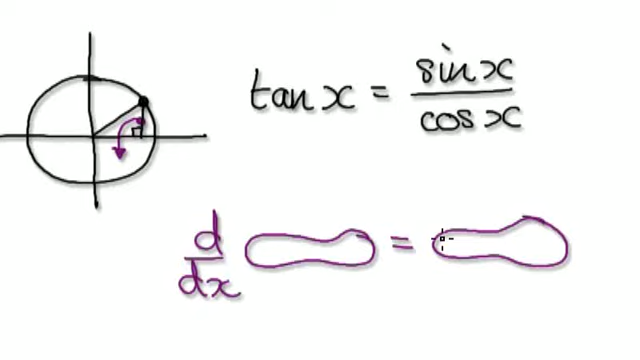 tan x = sin x / cos x
d/dx =